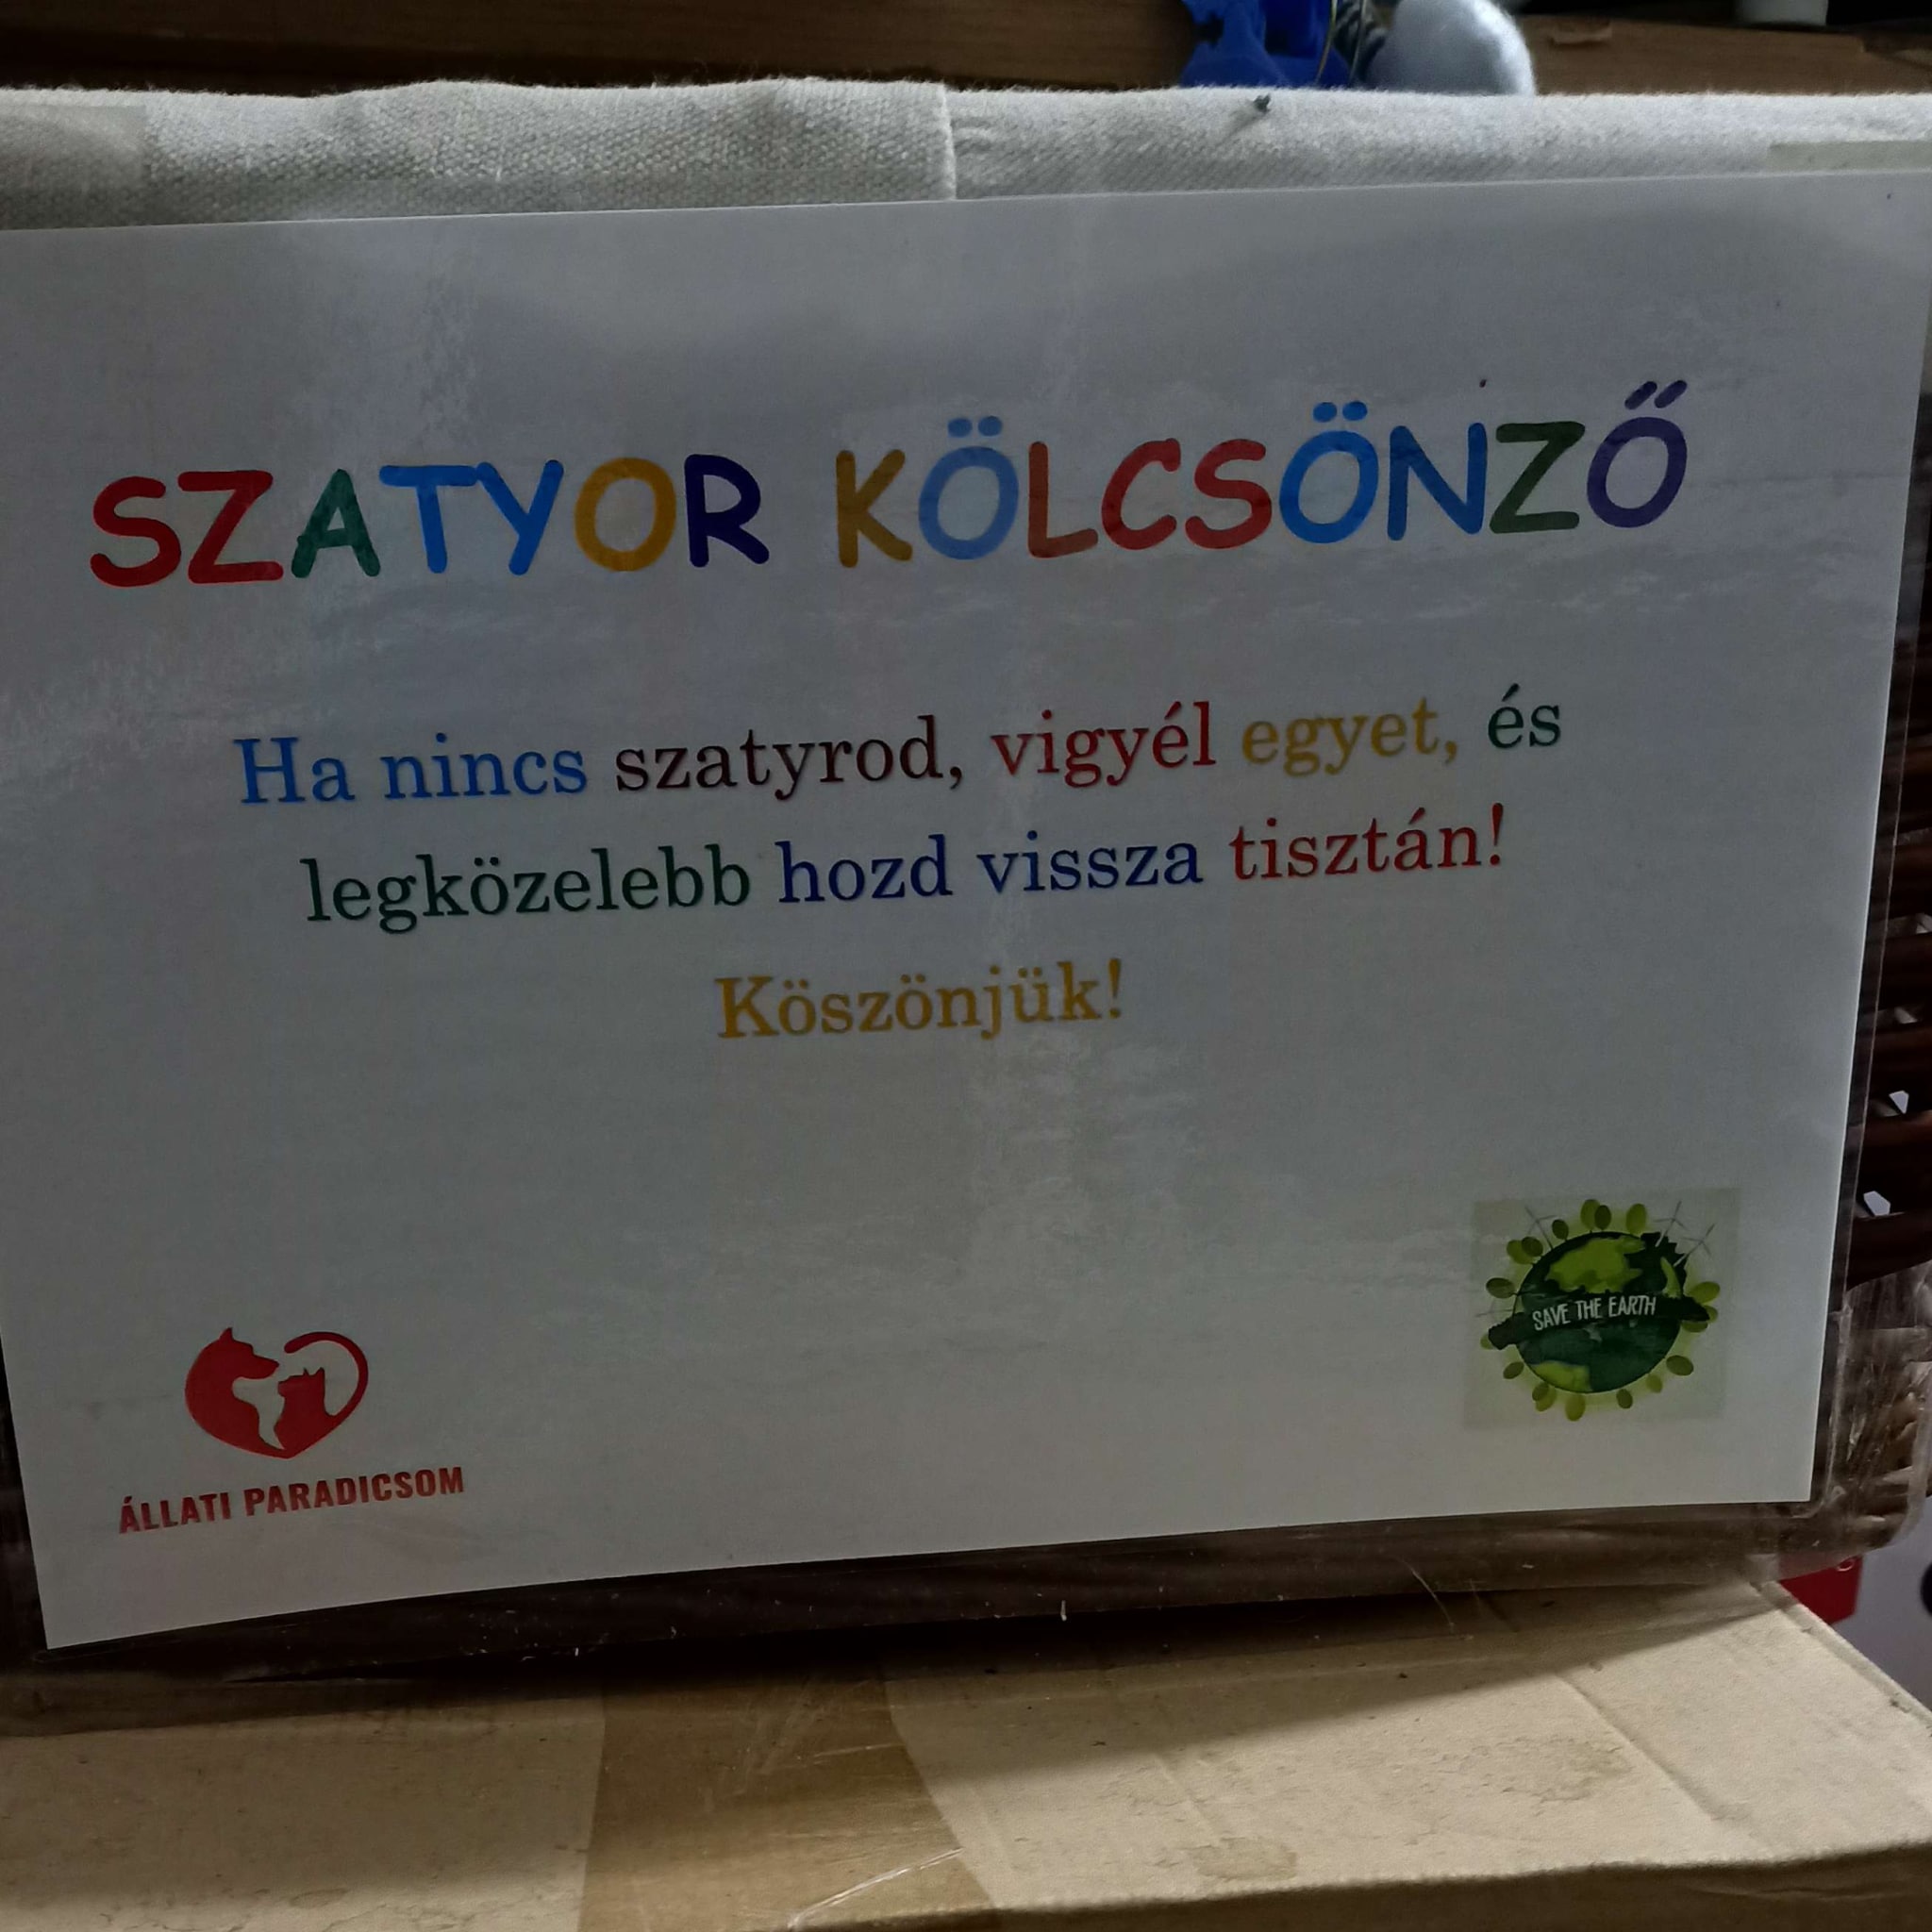 SZATYOR KÖLCSÖNZŐ
Ha nincs szatyrod, vigyél egyet, és
legközelebb hozd vissza tisztán!
Köszönjük!
SAVE THE EARTH
ÁLLATI PARADICSOM